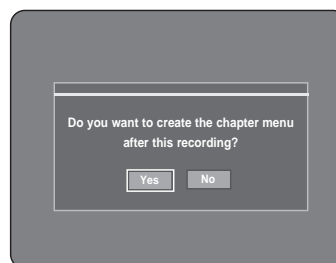 Do you want to create the chapter menu
after this recording?
Yes No